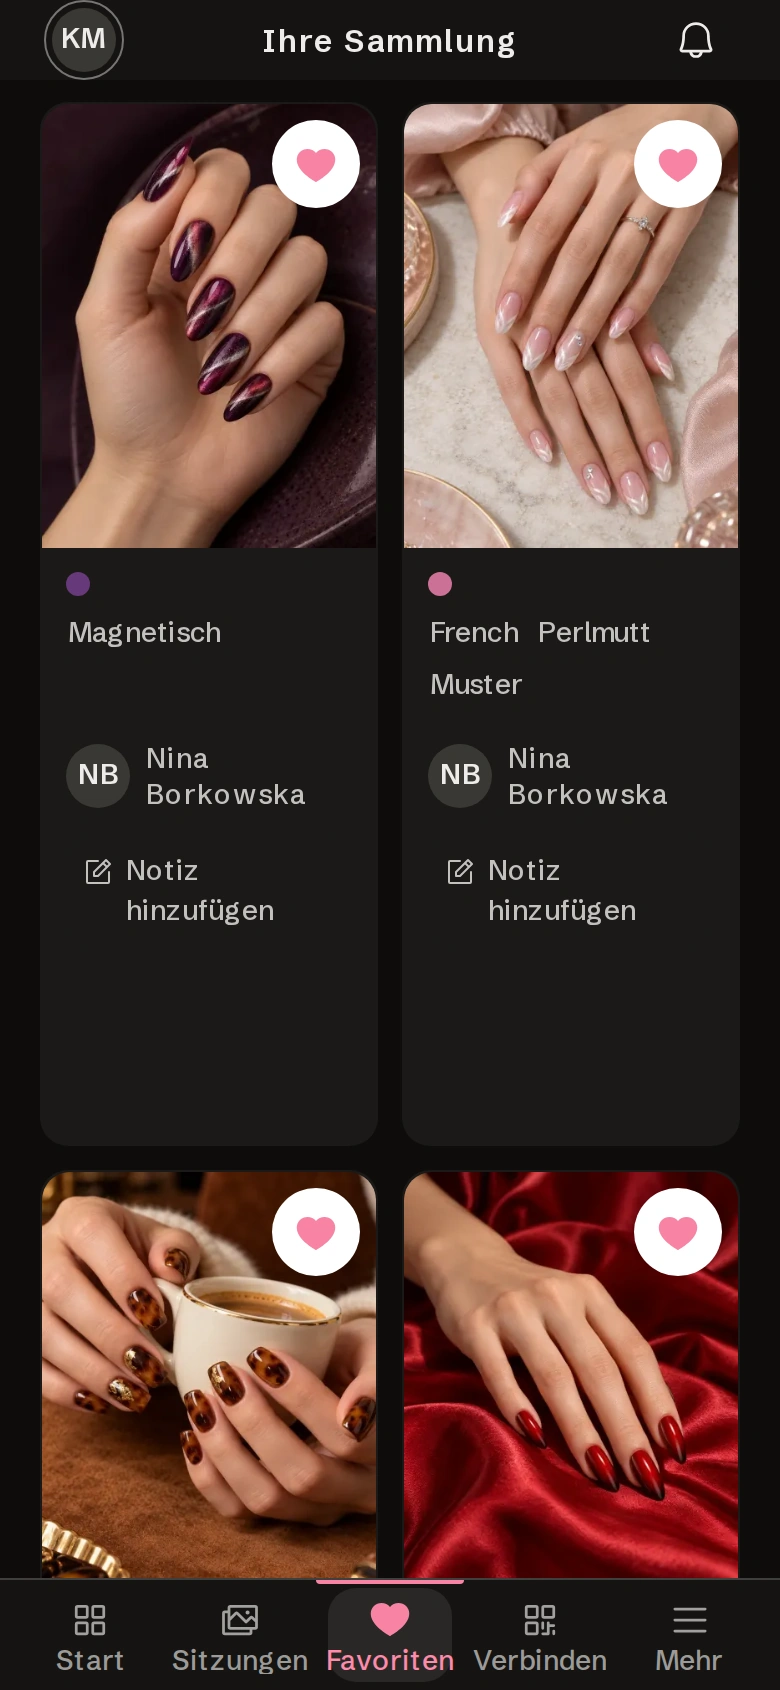 KM
Ihre Sammlung
Magnetisch
NB
Nina
Borkowska
Notiz
hinzufügen
French Perlmutt
Muster
NB
Nina
Borkowska
Notiz
hinzufügen
Start
Sitzungen
Favoriten
Verbinden
Mehr